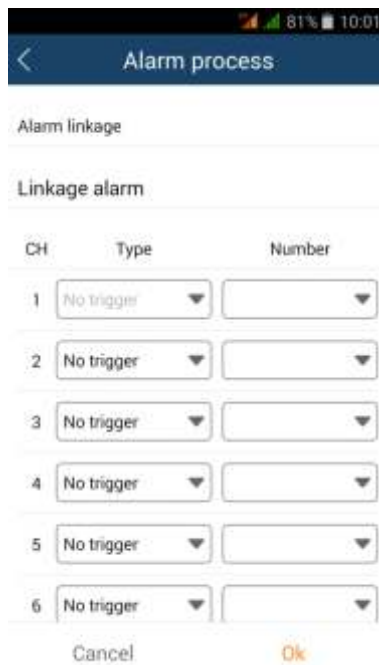 81% 10:01
Alarm process
Alarm linkage
Linkage alarm
CH Type Number
1 No trigger
2 No trigger
3 No trigger
4 No trigger
5 No trigger
6 No trigger
Cancel Ok